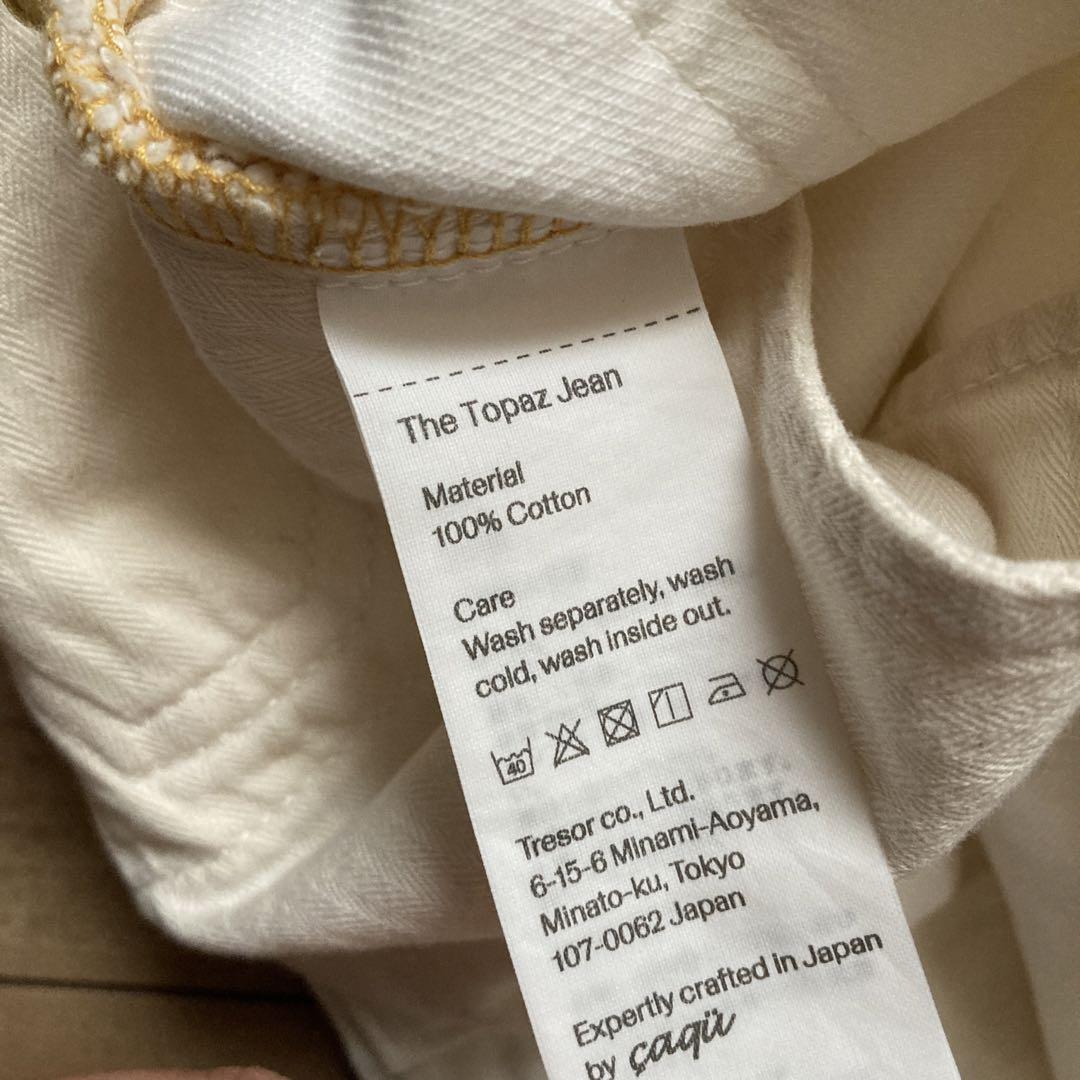 The Topaz Jean
Material
100% Cotton
Care
Wash separately, wash
cold, wash inside out.
40
Tresor co., Ltd.
6-15-6 Minami-Aoyama,
Minato-ku, Tokyo
107-0062 Japan
Expertly crafted in Japan
by çaqü